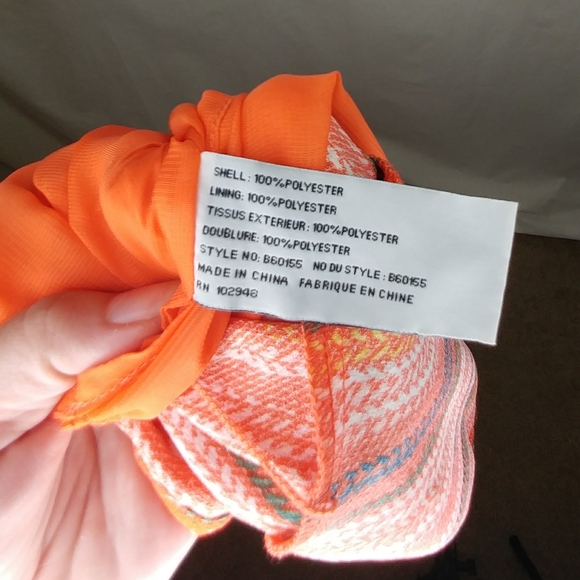 SHELL: 100%POLYESTER
LINING: 100%POLYESTER
TISSUS EXTERIEUR: 100%POLYESTER
DOUBLURE: 100%POLYESTER
STYLE NO: B60155 NO DU STYLE: B60155
MADE IN CHINA FABRIQUE EN CHINE
RN 102948